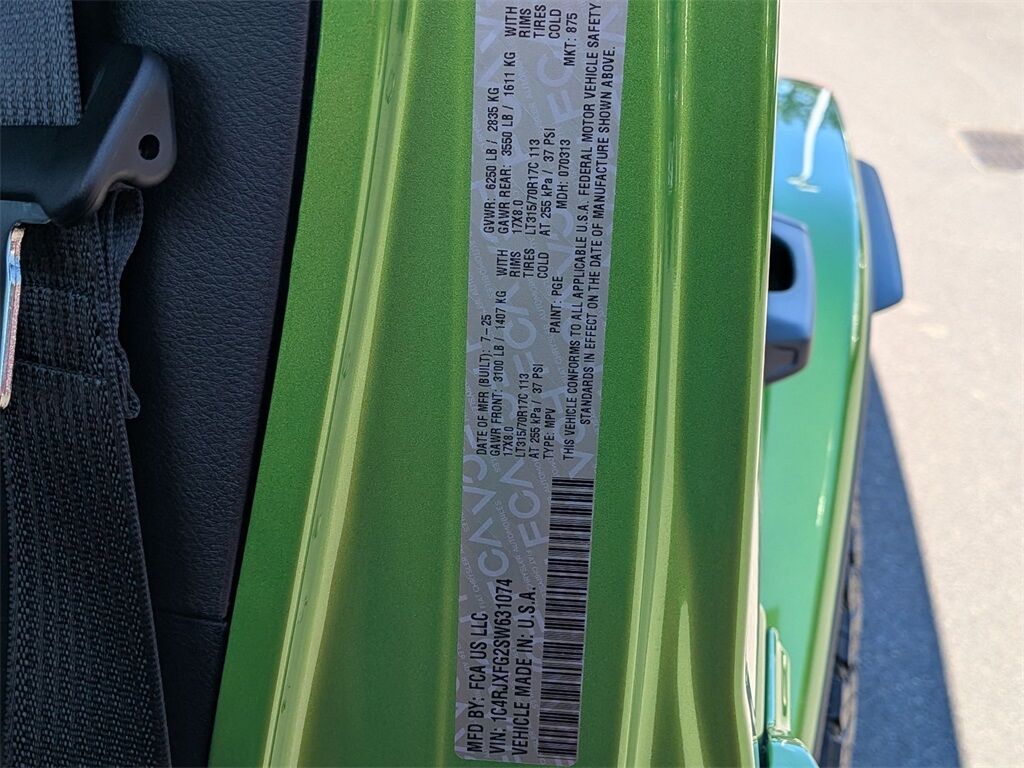 MFD BY: FCA US LLC
VIN: 1C4RJXFG2SW631074
VEHICLE MADE IN: U.S.A.
DATE OF MFR (BUILT): 7-25
GVWR: 6250 LB / 2835 KG
GAWR FRONT: 3100 LB / 1407 KG WITH
GAWR REAR: 3550 LB / 1611 KG WITH
17X8.0 RIMS
17X8.0 RIMS
LT315/70R17C 113 TIRES
LT315/70R17C 113 TIRES
AT 255 kPa / 37 PSI COLD
AT 255 kPa / 37 PSI COLD
TYPE: MPV PAINT: PGE MDH: 070313 MKT: 875
THIS VEHICLE CONFORMS TO ALL APPLICABLE U.S.A. FEDERAL MOTOR VEHICLE SAFETY
STANDARDS IN EFFECT ON THE DATE OF MANUFACTURE SHOWN ABOVE.